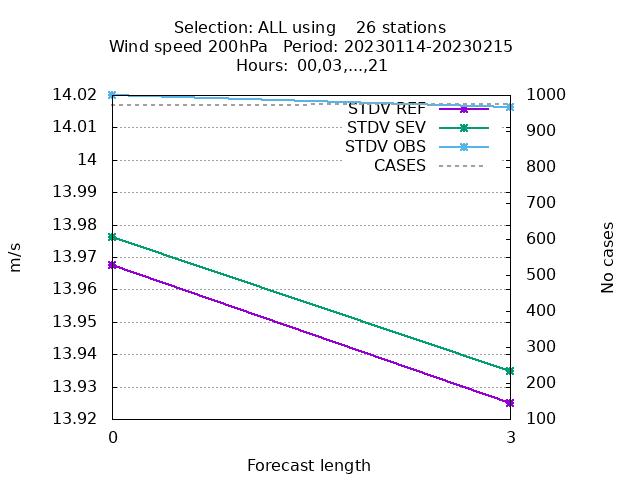 Selection: ALL using    26 stations
Wind speed 200hPa   Period: 20230114-20230215
Hours: 00,03,...,21
14.02
14.01
14
13.99
13.98
13.97
13.96
13.95
13.94
13.93
13.92
m/s
STDV REF
STDV SEV
STDV OBS
CASES
1000
900
800
700
600
500
400
300
200
100
No cases
0
3
Forecast length